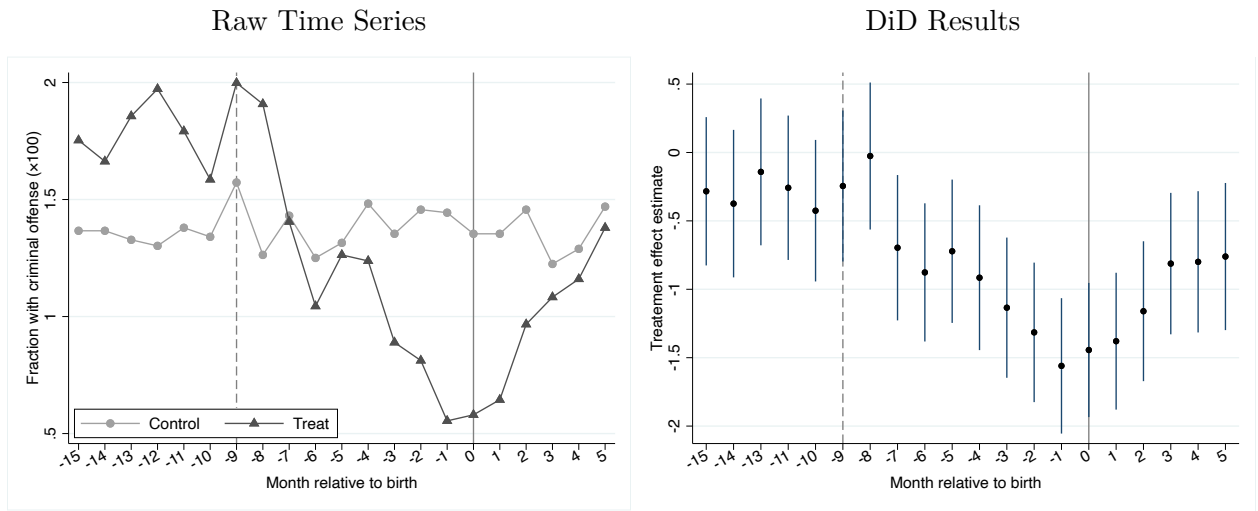 Raw Time Series
DiD Results
Fraction with criminal offense (×100)
2
1.5
1
.5
Control Treat
-15 -14 -13 -12 -11 -10 -9 -8 -7 -6 -5 -4 -3 -2 -1 0 1 2 3 4 5
Month relative to birth
Treatement effect estimate
.5
0
-.5
-1
-1.5
-2
-15 -14 -13 -11 -10 -9 -8 -7 -6 -5 -4 -3 -2 -1 0 1 2 3 4 5
Month relative to birth